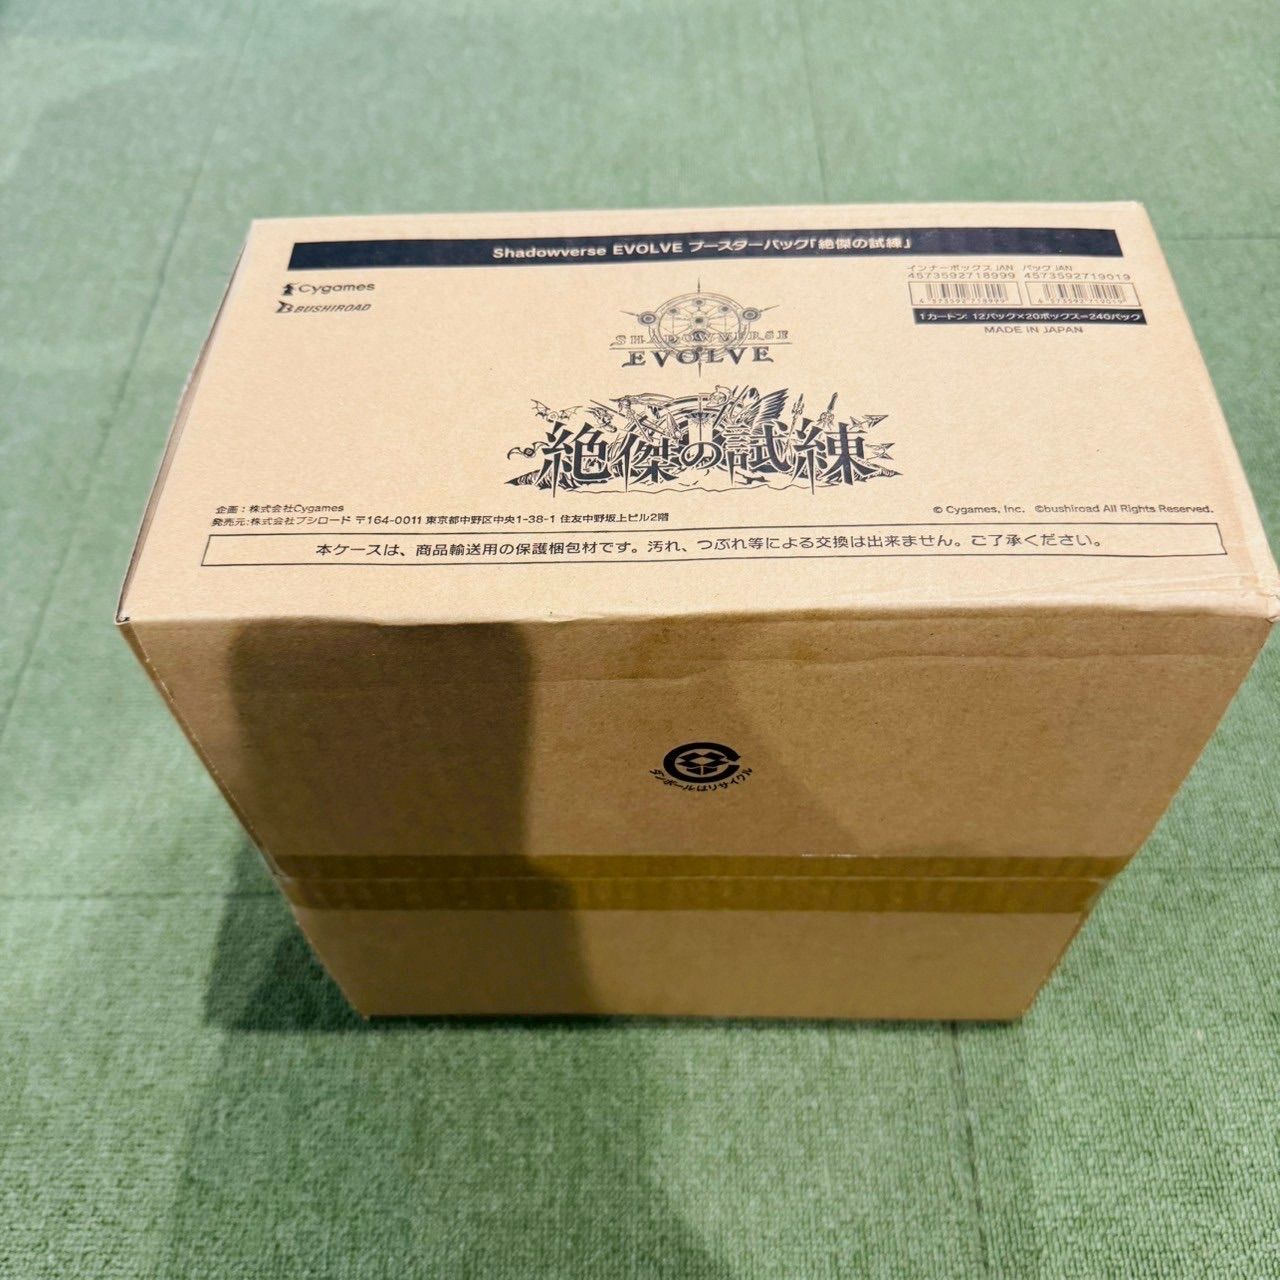 Shadowverse EVOLVE ブースターパック「絶傑の試練」
Cygames
BUSHIROAD
インナーボックス JAN パック JAN
4573592718999 4573592719019
4 573592 718999 4 573592 719019
1カートン: 12パック×20ボックス=240パック
MADE IN JAPAN
SHADOWVERSE
EVOLVE
絶傑の試練
企画:株式会社Cygames
発売元:株式会社ブシロード 〒164-0011 東京都中野区中央1-38-1 住友中野坂上ビル2階
© Cygames, Inc. ©bushiroad All Rights Reserved.
本ケースは、商品輸送用の保護梱包材です。汚れ、つぶれ等による交換は出来ません。ご了承ください。
ダンボールはリサイクル